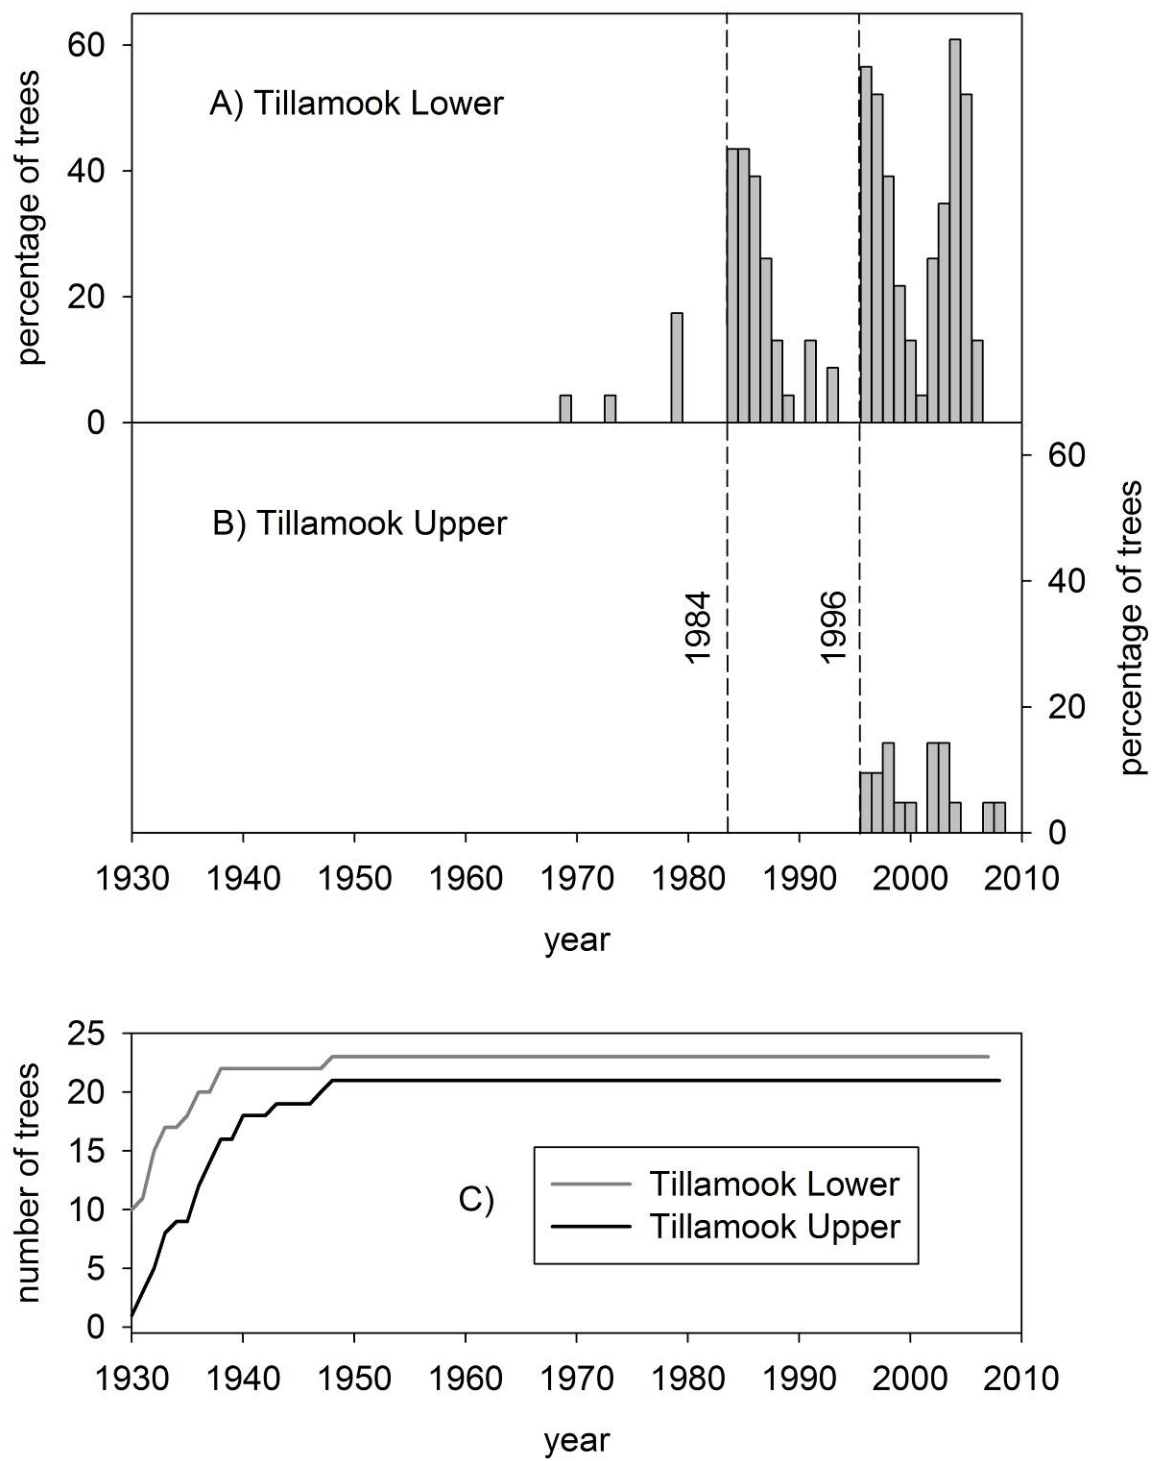 60
A) Tillamook Lower
40
20
0
percentage of trees
60
B) Tillamook Upper
40
1984
1996
20
0
percentage of trees
1930 1940 1950 1960 1970 1980 1990 2000 2010
year
25
20
15
10
5
0
number of trees
C)
Tillamook Lower
Tillamook Upper
1930 1940 1950 1960 1970 1980 1990 2000 2010
year